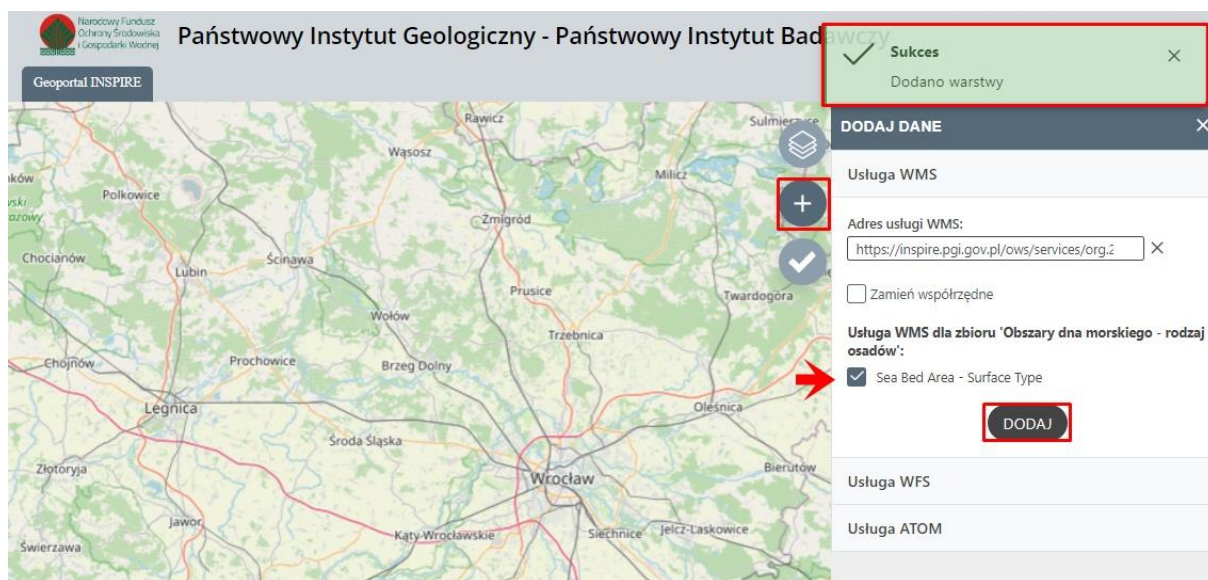 Narodowy Fundusz
Ochrony Środowiska
i Gospodarki Wodnej
Państwowy Instytut Geologiczny - Państwowy Instytut Badawczy
Geoportal INSPIRE
Sukces
Dodano warstwy
DODAJ DANE
Usługa WMS
Adres usługi WMS:
https://inspire.pgi.gov.pl/ows/services/org.2
Zamień współrzędne
Usługa WMS dla zbioru 'Obszary dna morskiego - rodzaj
osadów':
Sea Bed Area - Surface Type
DODAJ
Usługa WFS
Usługa ATOM
Rawicz
Wąsosz
Milicz
Polkowice
Żmigród
Chocianów
Lubin
Ścinawa
Prusice
Twardogóra
Wołów
Trzebnica
Chojnów
Prochowice
Brzeg Dolny
Legnica
Oleśnica
Środa Śląska
Złotoryja
Wrocław
Bierutów
Jawor
Kąty Wrocławskie
Siechnice
Jelcz-Laskowice
Świerzawa